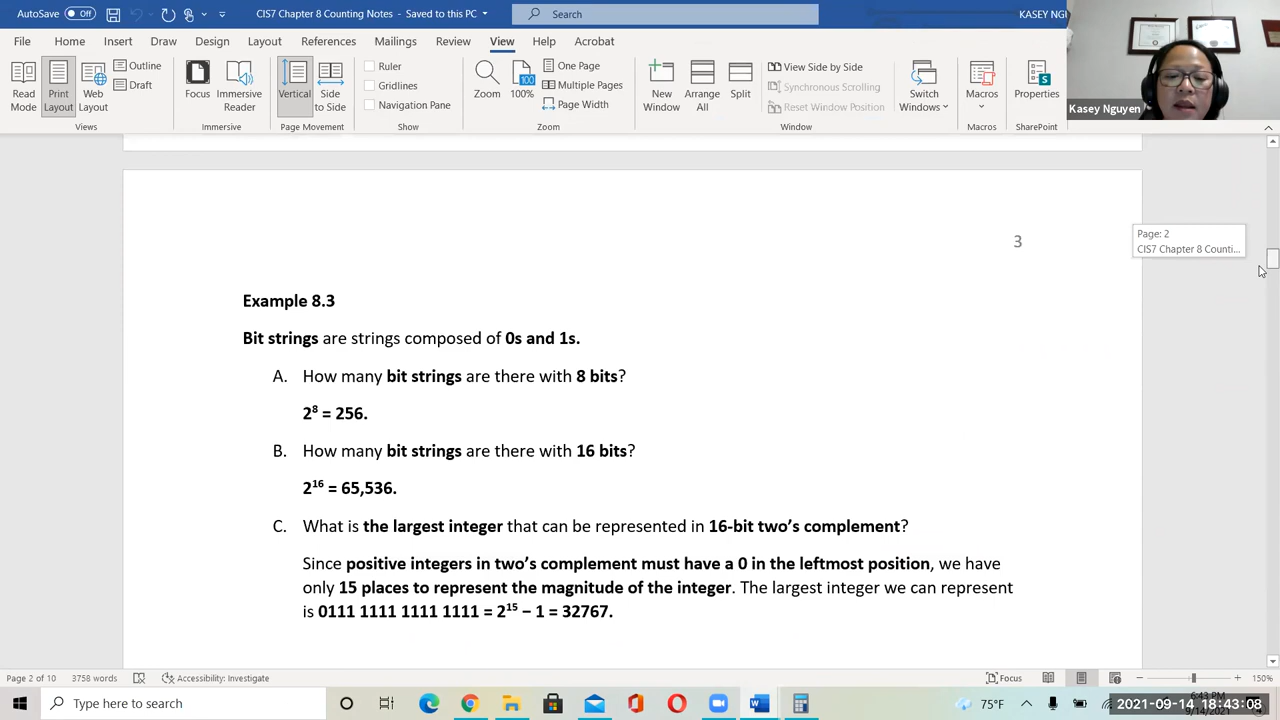 AutoSave Off
CIS7 Chapter 8 Counting Principles - Saved to this PC
Search
KASEY NGUYEN
File Home Insert Draw Design Layout References Mailings Review View Help Acrobat
Read Mode
Print Layout
Web Layout
Outline
Draft
Views
Focus
Immersive Reader
Immersive
Vertical
Side to Side
Page Movement
Ruler
Gridlines
Navigation Pane
Show
Zoom
100
100%
One Page
Multiple Pages
Page Width
Zoom
New Window
Arrange All
Split
View Side by Side
Synchronous Scrolling
Reset Window Position
Switch Windows
Window
Macros
Macros
Properties
SharePoint
Kasey Nguyen
3
Page: 2
CIS7 Chapter 8 Counti...
Example 8.3
Bit strings are strings composed of 0s and 1s.
A. How many bit strings are there with 8 bits?
2⁸ = 256.
B. How many bit strings are there with 16 bits?
2¹⁶ = 65,536.
C. What is the largest integer that can be represented in 16-bit two’s complement?
Since positive integers in two’s complement must have a 0 in the leftmost position, we have
only 15 places to represent the magnitude of the integer. The largest integer we can represent
is 0111 1111 1111 1111 = 2¹⁵ − 1 = 32767.
Page 2 of 10 3758 words Accessibility: Investigate Focus 150%
Type here to search
75°F
6:43 PM
9/14/2021
2021-09-14 18:43:08